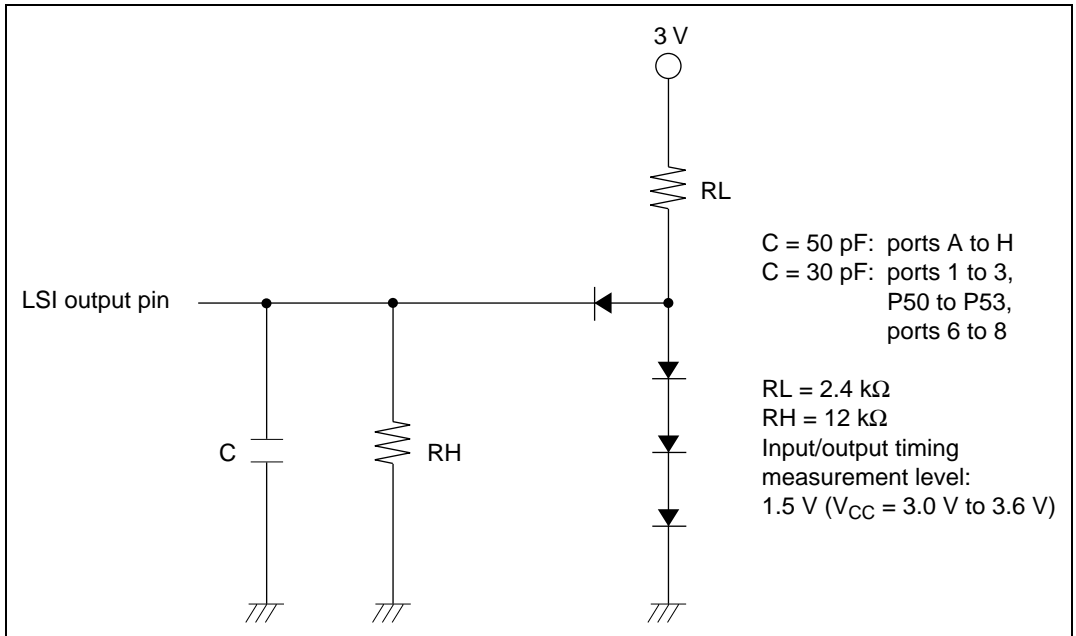 3 V
RL
C = 50 pF: ports A to H
C = 30 pF: ports 1 to 3,
P50 to P53,
ports 6 to 8
LSI output pin
RL = 2.4 kΩ
RH = 12 kΩ
Input/output timing
measurement level:
1.5 V (VCC = 3.0 V to 3.6 V)
C
RH